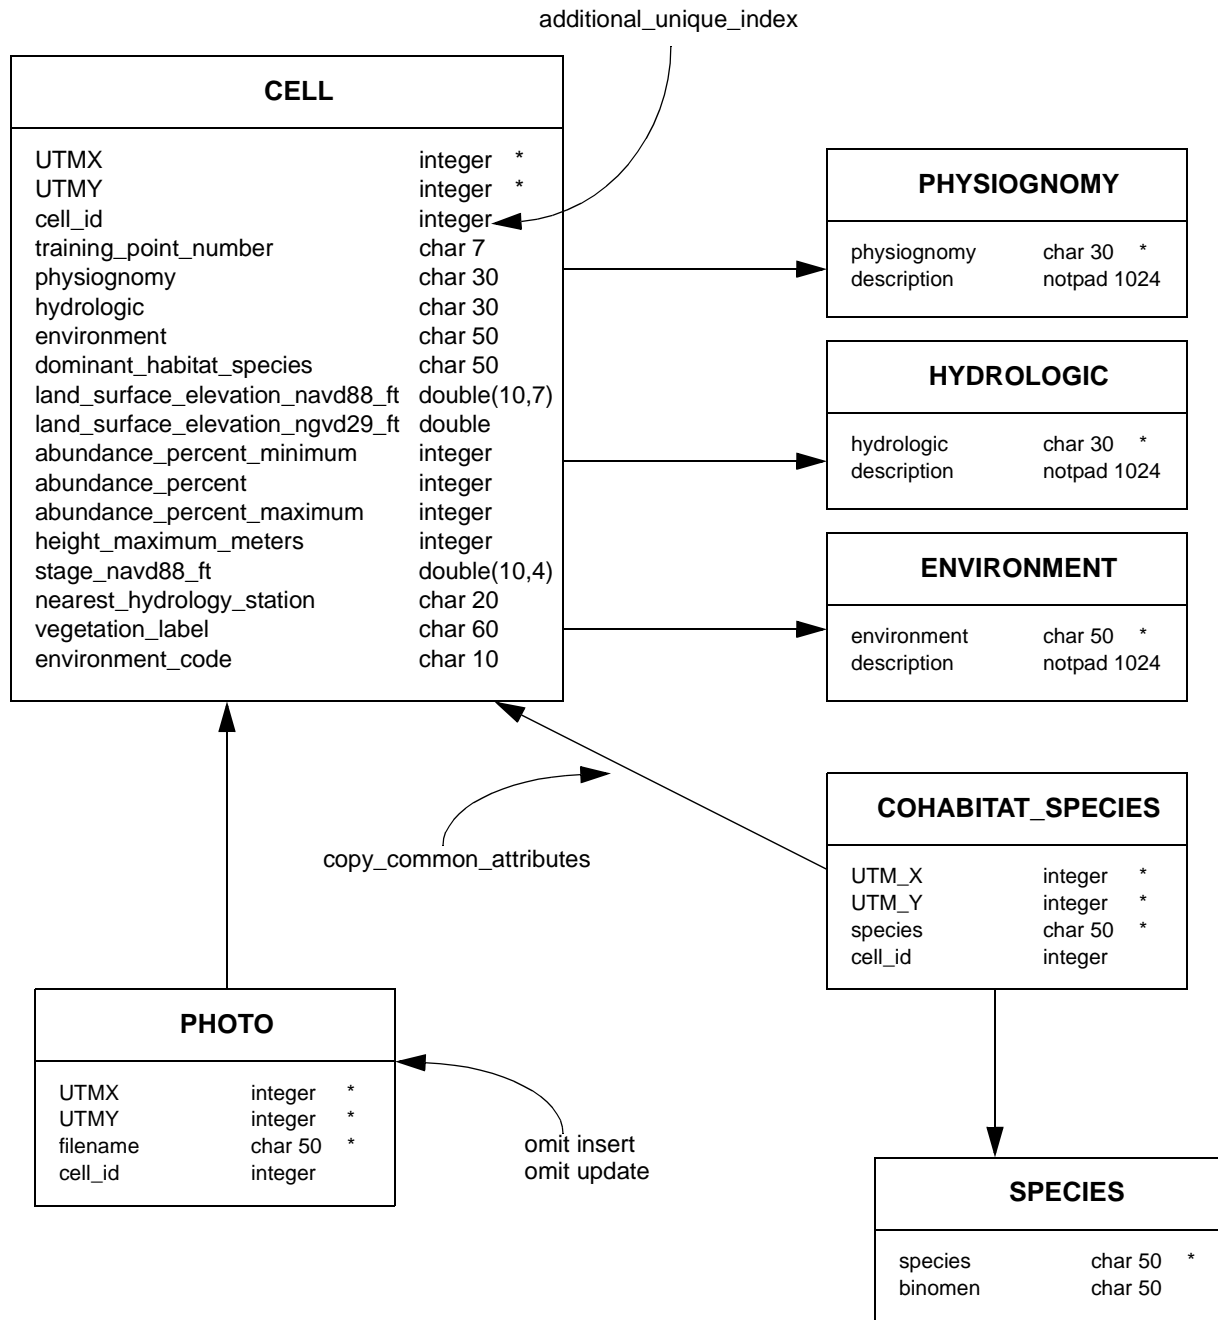 additional_unique_index
CELL
UTMX integer *
UTMY integer *
cell_id integer
training_point_number char 7
physiognomy char 30
hydrologic char 30
environment char 50
dominant_habitat_species char 50
land_surface_elevation_navd88_ft double(10,7)
land_surface_elevation_ngvd29_ft double
abundance_percent_minimum integer
abundance_percent integer
abundance_percent_maximum integer
height_maximum_meters integer
stage_navd88_ft double(10,4)
nearest_hydrology_station char 20
vegetation_label char 60
environment_code char 10
PHYSIOGNOMY
physiognomy char 30 *
description notpad 1024
HYDROLOGIC
hydrologic char 30 *
description notpad 1024
ENVIRONMENT
environment char 50 *
description notpad 1024
copy_common_attributes
COHABITAT_SPECIES
UTM_X integer *
UTM_Y integer *
species char 50 *
cell_id integer
PHOTO
UTMX integer *
UTMY integer *
filename char 50 *
cell_id integer
omit insert
omit update
SPECIES
species char 50 *
binomen char 50